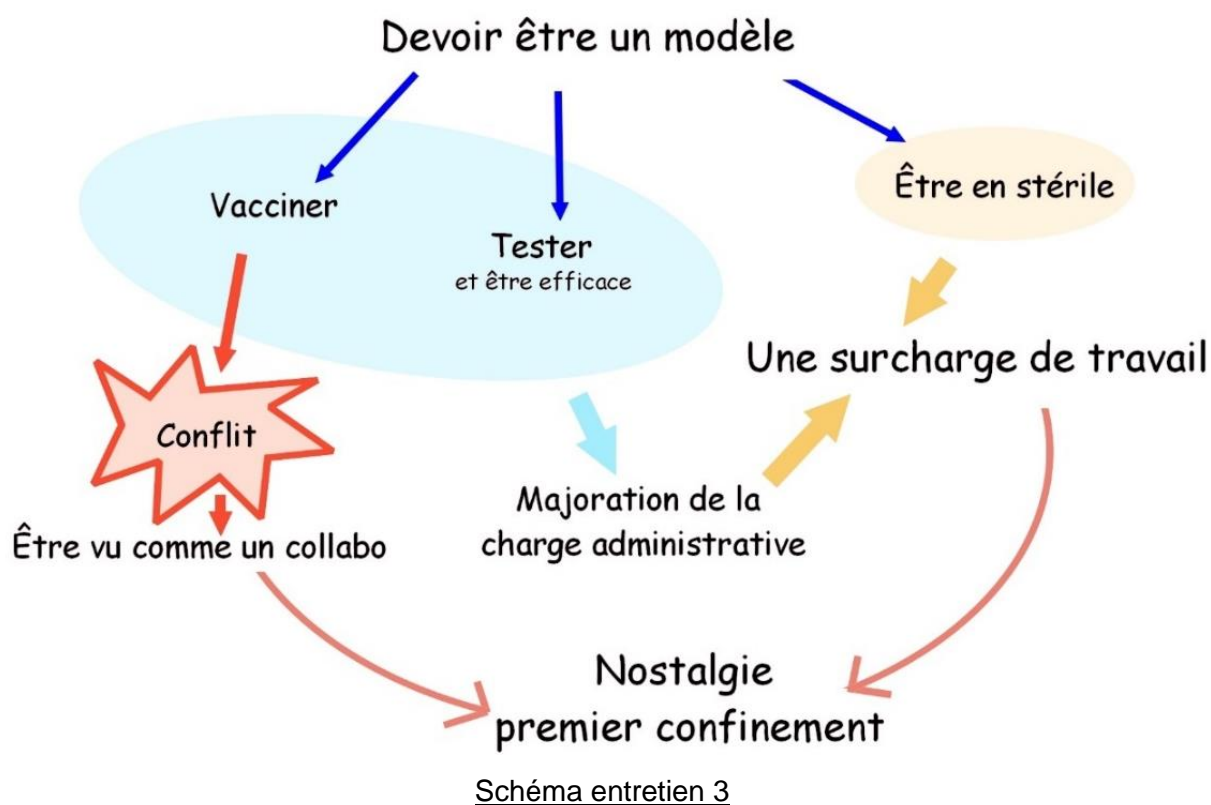 Devoir être un modèle
Vacciner
Tester
et être efficace
Être en stérile
Une surcharge de travail
Conflit
Majoration de la
charge administrative
Être vu comme un collabo
Nostalgie
premier confinement
Schéma entretien 3